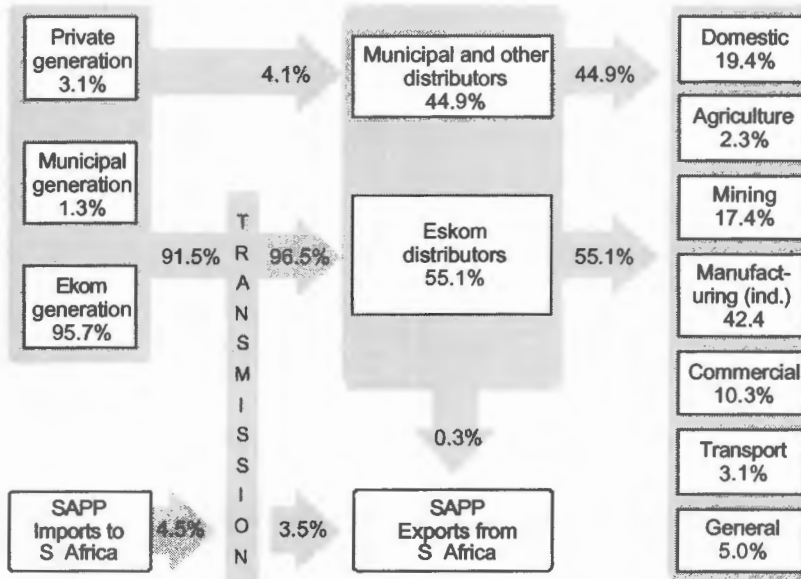 Private
generation
3.1%
Municipal
generation
1.3%
Ekom
generation
95.7%
SAPP
Imports to
S Africa
4.1%
91.5%
4.5%
TRANSMISSION
96.5%
3.5%
Municipal and other
distributors
44.9%
Eskom
distributors
55.1%
0.3%
SAPP
Exports from
S Africa
44.9%
55.1%
Domestic
19.4%
Agriculture
2.3%
Mining
17.4%
Manufact-
uring (ind.)
42.4
Commercial
10.3%
Transport
3.1%
General
5.0%